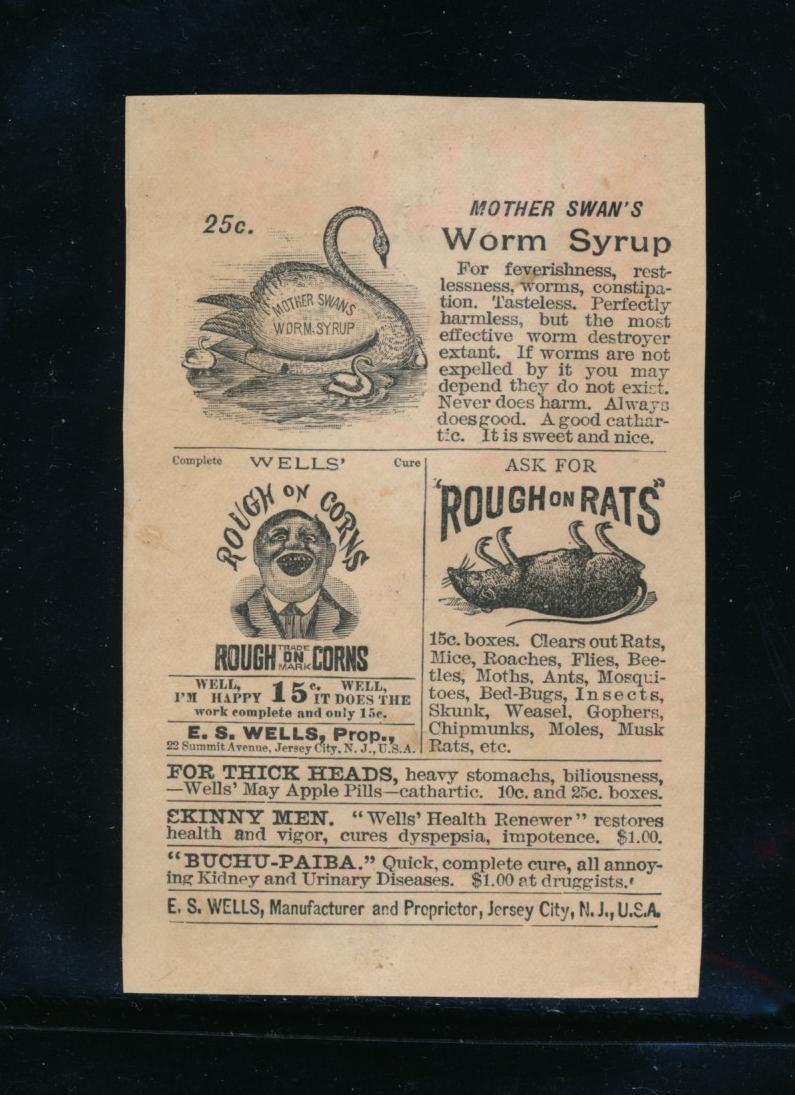 25c.
MOTHER SWANS
WORM-SYRUP
MOTHER SWAN'S
Worm Syrup
For feverishness, rest-
lessness, worms, constipa-
tion. Tasteless. Perfectly
harmless, but the most
effective worm destroyer
extant. If worms are not
expelled by it you may
depend they do not exist.
Never does harm. Always
does good. A good cathar-
tic. It is sweet and nice.
Complete WELLS' Cure
ROUGH ON CORNS
ROUGH ON CORNS
TRADE MARK
WELL, 15c. WELL,
I'M HAPPY IT DOES THE
work complete and only 15c.
E. S. WELLS, Prop.,
22 Summit Avenue, Jersey City, N. J., U.S.A.
ASK FOR
"ROUGH ON RATS"
15c. boxes. Clears out Rats,
Mice, Roaches, Flies, Bee-
tles, Moths, Ants, Mosqui-
toes, Bed-Bugs, Insects,
Skunk, Weasel, Gophers,
Chipmunks, Moles, Musk
Rats, etc.
FOR THICK HEADS, heavy stomachs, biliousness,
—Wells' May Apple Pills—cathartic. 10c. and 25c. boxes.
SKINNY MEN. "Wells' Health Renewer" restores
health and vigor, cures dyspepsia, impotence. $1.00.
"BUCHU-PAIBA." Quick, complete cure, all annoy-
ing Kidney and Urinary Diseases. $1.00 at druggists.
E. S. WELLS, Manufacturer and Proprietor, Jersey City, N. J., U.S.A.